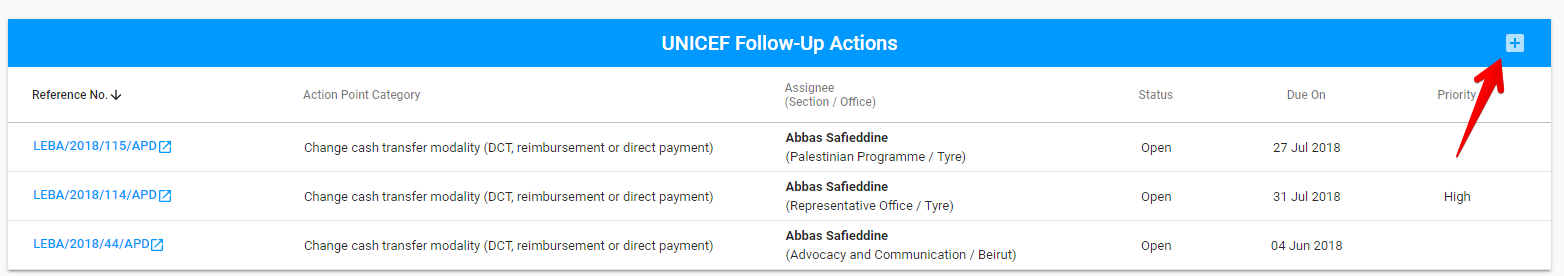 UNICEF Follow-Up Actions
Reference No. Action Point Category Assignee (Section / Office) Status Due On Priority
LEBA/2018/115/APD Change cash transfer modality (DCT, reimbursement or direct payment) Abbas Safieddine Open 27 Jul 2018
(Palestinian Programme / Tyre)
LEBA/2018/114/APD Change cash transfer modality (DCT, reimbursement or direct payment) Abbas Safieddine Open 31 Jul 2018 High
(Representative Office / Tyre)
LEBA/2018/44/APD Change cash transfer modality (DCT, reimbursement or direct payment) Abbas Safieddine Open 04 Jun 2018
(Advocacy and Communication / Beirut)